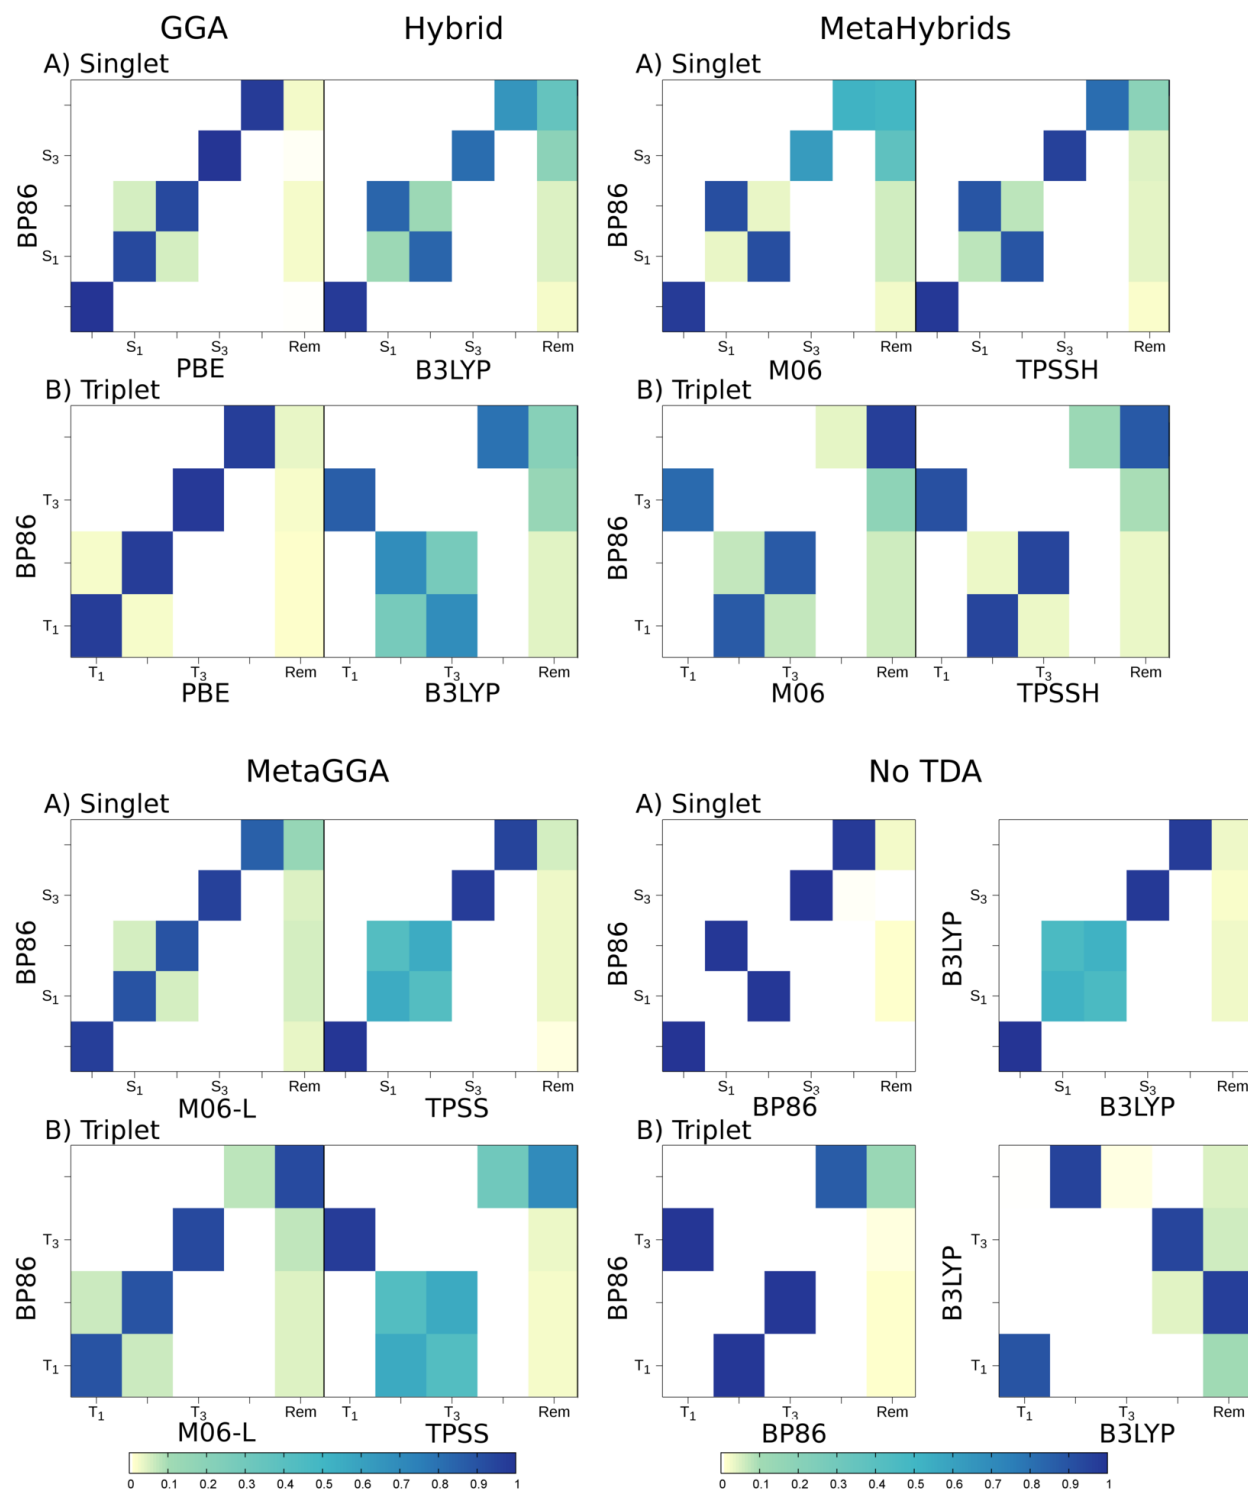 GGA Hybrid MetaHybrids
A) Singlet A) Singlet
BP86 S3 S1 BP86 S3 S1
S1 S3 Rem S1 S3 Rem S1 S3 Rem S1 S3 Rem
PBE B3LYP M06 TPSSH
B) Triplet B) Triplet
BP86 T3 T1 BP86 T3 T1
T1 T3 Rem T1 T3 Rem T1 T3 Rem T1 T3 Rem
PBE B3LYP M06 TPSSH
MetaGGA No TDA
A) Singlet A) Singlet
BP86 S3 S1 BP86 S3 S1 B3LYP S3 S1
S1 S3 Rem S1 S3 Rem S1 S3 Rem S1 S3 Rem
M06-L TPSS BP86 B3LYP
B) Triplet B) Triplet
BP86 T3 T1 BP86 T3 T1 B3LYP T3 T1
T1 T3 Rem T1 T3 Rem T1 T3 Rem T1 T3 Rem
M06-L TPSS BP86 B3LYP
0 0.1 0.2 0.3 0.4 0.5 0.6 0.7 0.8 0.9 1 0 0.1 0.2 0.3 0.4 0.5 0.6 0.7 0.8 0.9 1